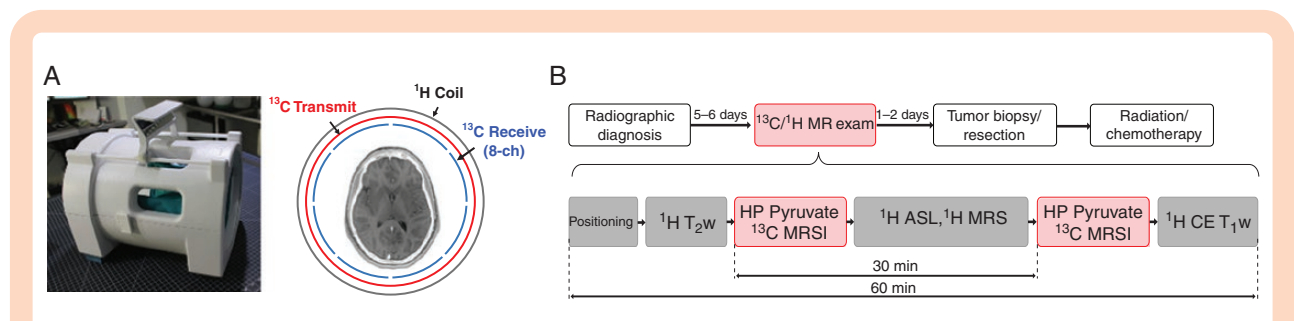 A
¹H Coil
¹³C Transmit
¹³C Receive
(8-ch)
B
Radiographic
diagnosis
5–6 days
¹³C/¹H MR exam
1–2 days
Tumor biopsy/
resection
Radiation/
chemotherapy
Positioning
¹H T₂w
HP Pyruvate
¹³C MRSI
¹H ASL,¹H MRS
HP Pyruvate
¹³C MRSI
¹H CE T₁w
30 min
60 min